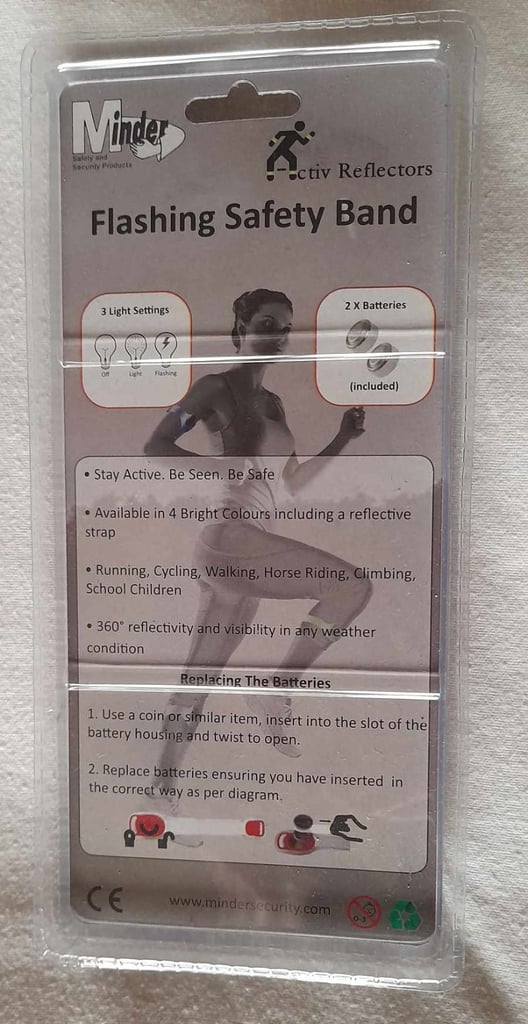 Minder
Safety and
Security Products
Activ Reflectors
Flashing Safety Band
3 Light Settings
Off Light Flashing
2 X Batteries
(included)
• Stay Active. Be Seen. Be Safe
• Available in 4 Bright Colours including a reflective
strap
• Running, Cycling, Walking, Horse Riding, Climbing,
School Children
• 360° reflectivity and visibility in any weather
condition
Replacing The Batteries
1. Use a coin or similar item, insert into the slot of the
battery housing and twist to open.
2. Replace batteries ensuring you have inserted in
the correct way as per diagram.
CE
www.mindersecurity.com
0-3